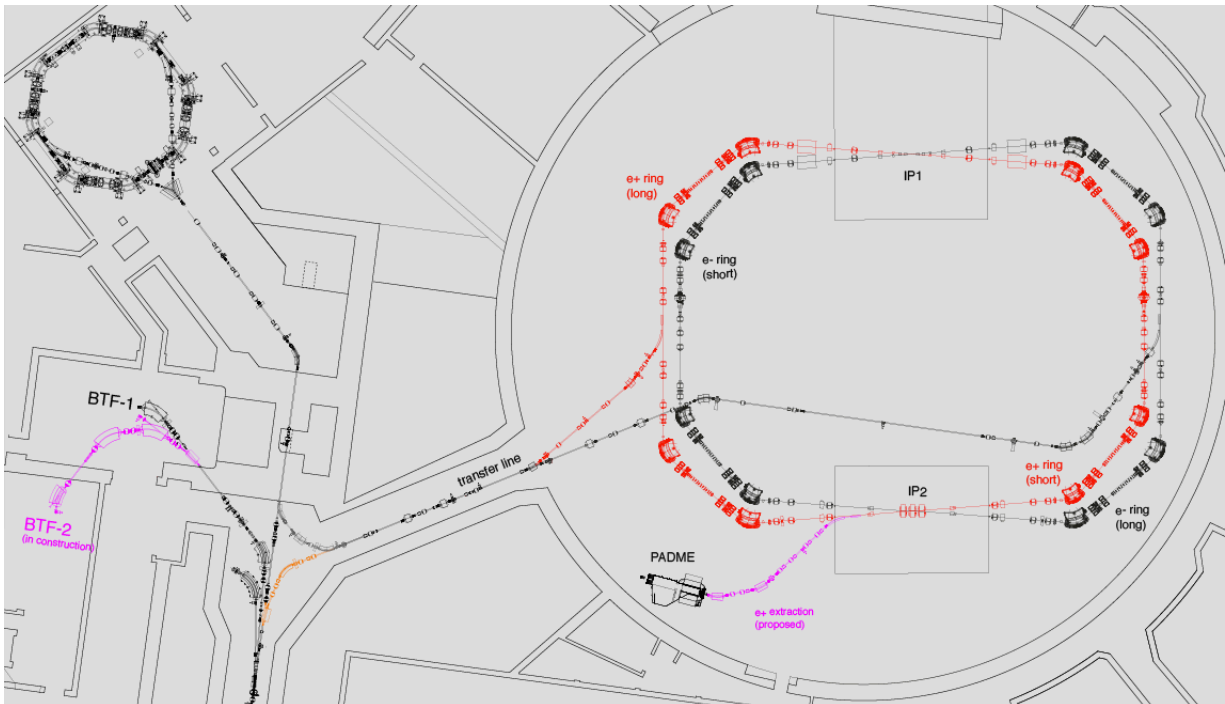 IP1
e+ ring
(long)
e- ring
(short)
BTF-1
transfer line
e+ ring
(short)
IP2
BTF-2
(in construction)
e- ring
(long)
PADME
e+ extraction
(proposed)